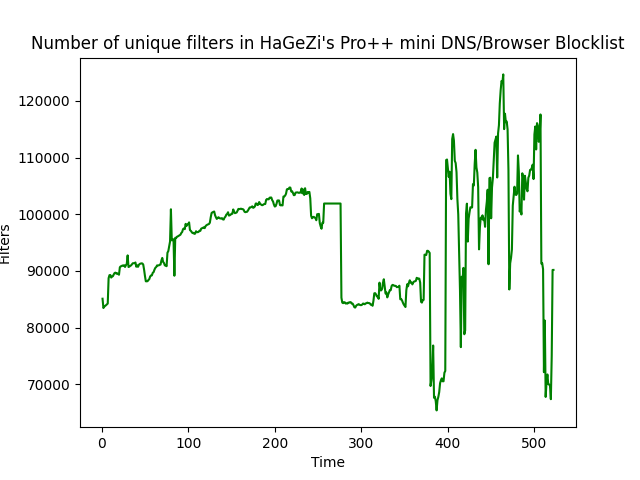 Number of unique filters in HaGeZi's Pro++ mini DNS/Browser Blocklist
120000
110000
100000
90000
80000
70000
Filters
0 100 200 300 400 500
Time